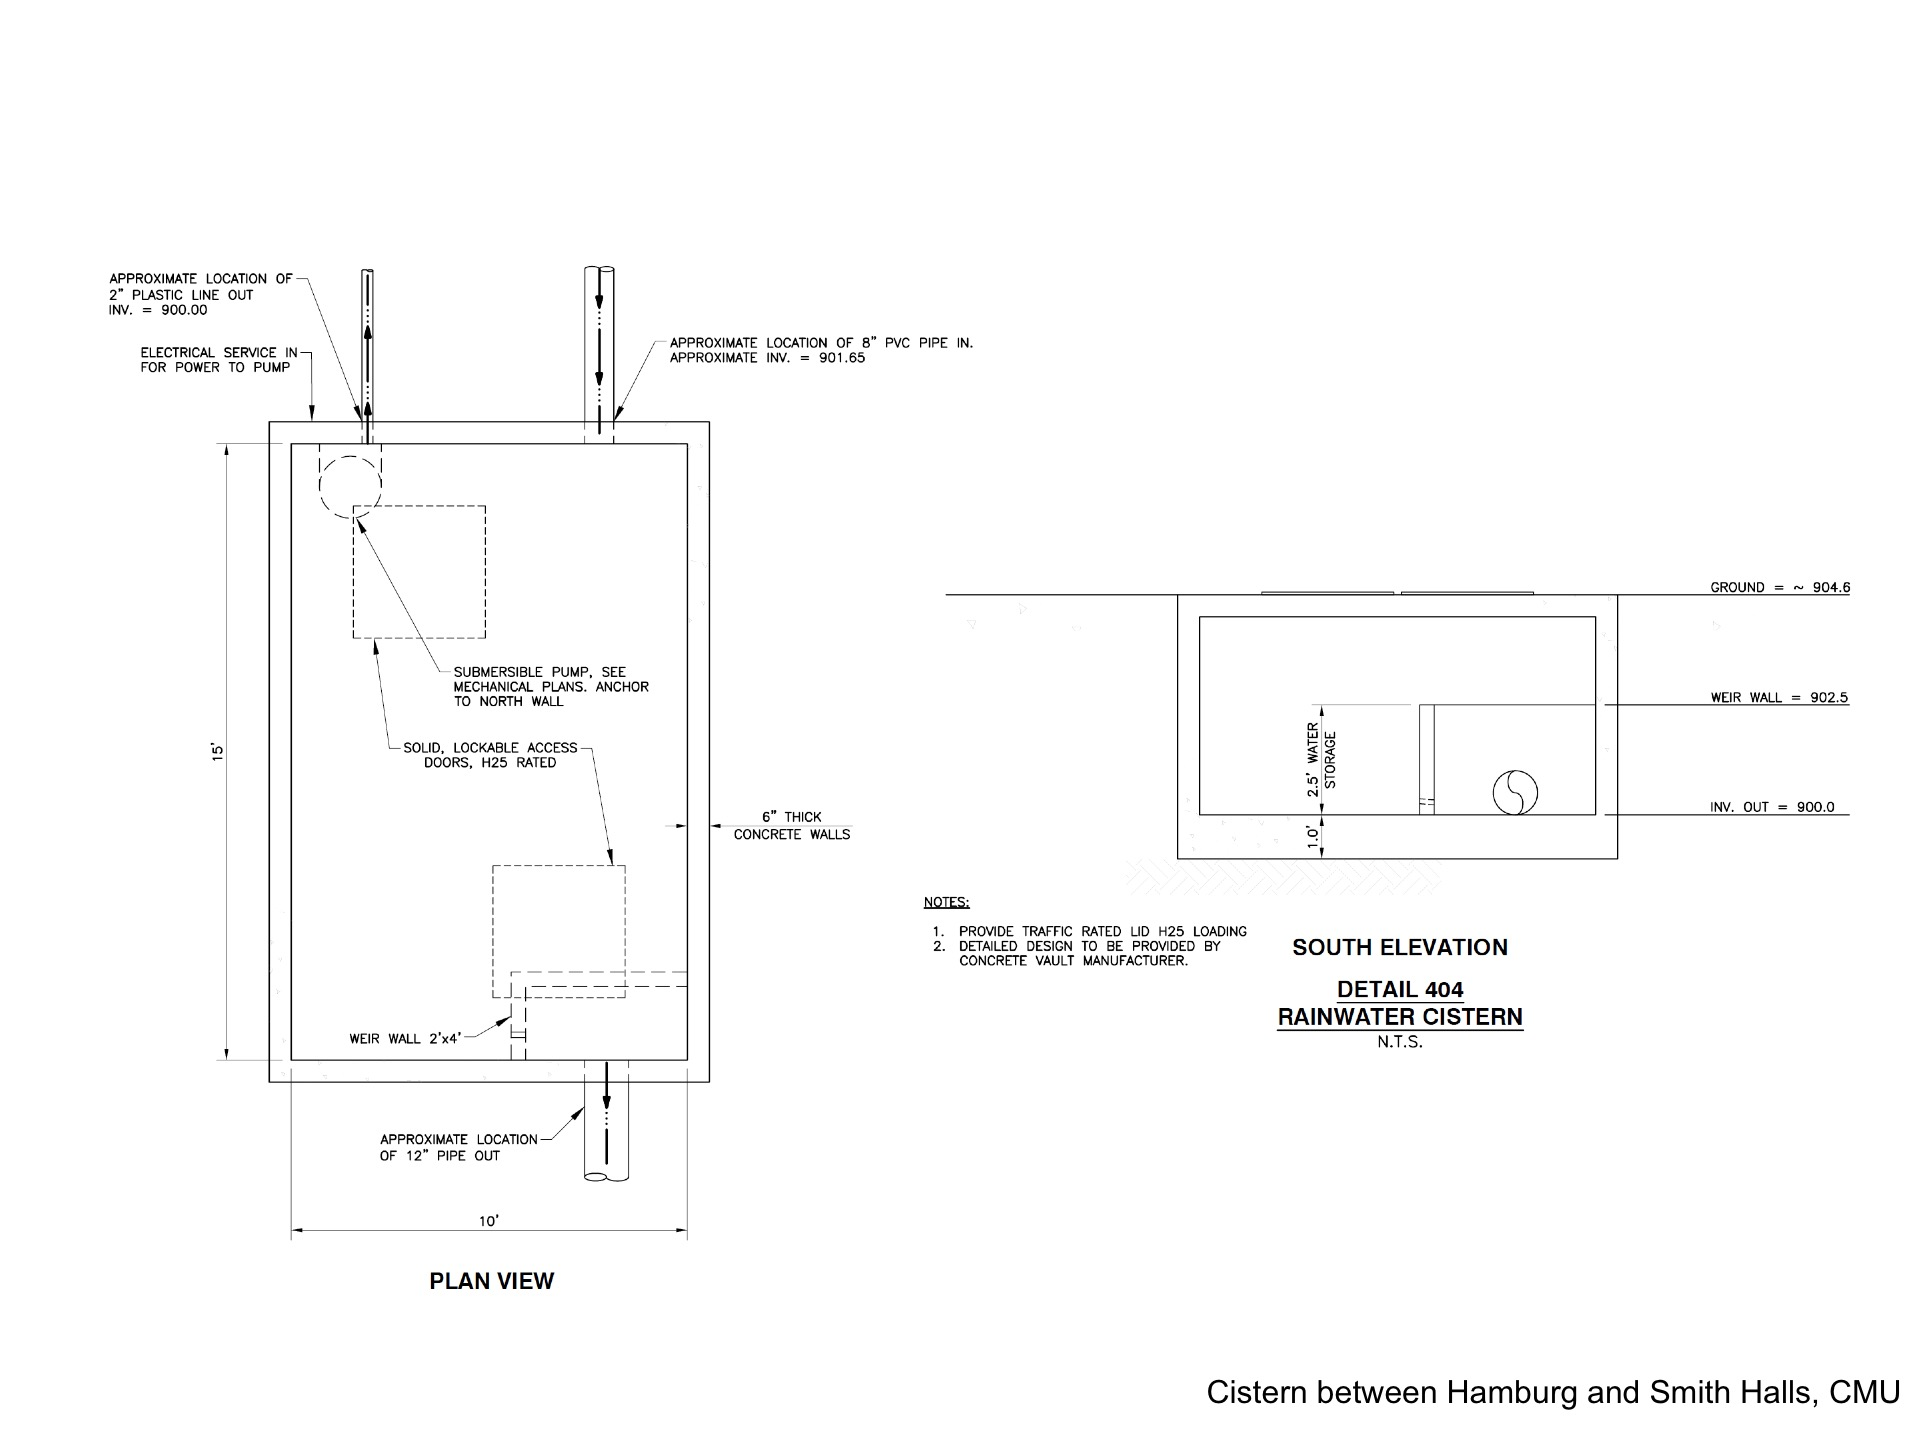 APPROXIMATE LOCATION OF
2" PLASTIC LINE OUT
INV. = 900.00
ELECTRICAL SERVICE IN
FOR POWER TO PUMP
APPROXIMATE LOCATION OF 8" PVC PIPE IN.
APPROXIMATE INV. = 901.65
SUBMERSIBLE PUMP, SEE
MECHANICAL PLANS. ANCHOR
TO NORTH WALL
SOLID, LOCKABLE ACCESS
DOORS, H25 RATED
15'
6" THICK
CONCRETE WALLS
WEIR WALL 2'x4'
APPROXIMATE LOCATION
OF 12" PIPE OUT
10'
PLAN VIEW
GROUND = ~ 904.6
WEIR WALL = 902.5
2.5' WATER
STORAGE
INV. OUT = 900.0
1.0'
NOTES:
1. PROVIDE TRAFFIC RATED LID H25 LOADING
2. DETAILED DESIGN TO BE PROVIDED BY
CONCRETE VAULT MANUFACTURER.
SOUTH ELEVATION
DETAIL 404
RAINWATER CISTERN
N.T.S.
Cistern between Hamburg and Smith Halls, CMU